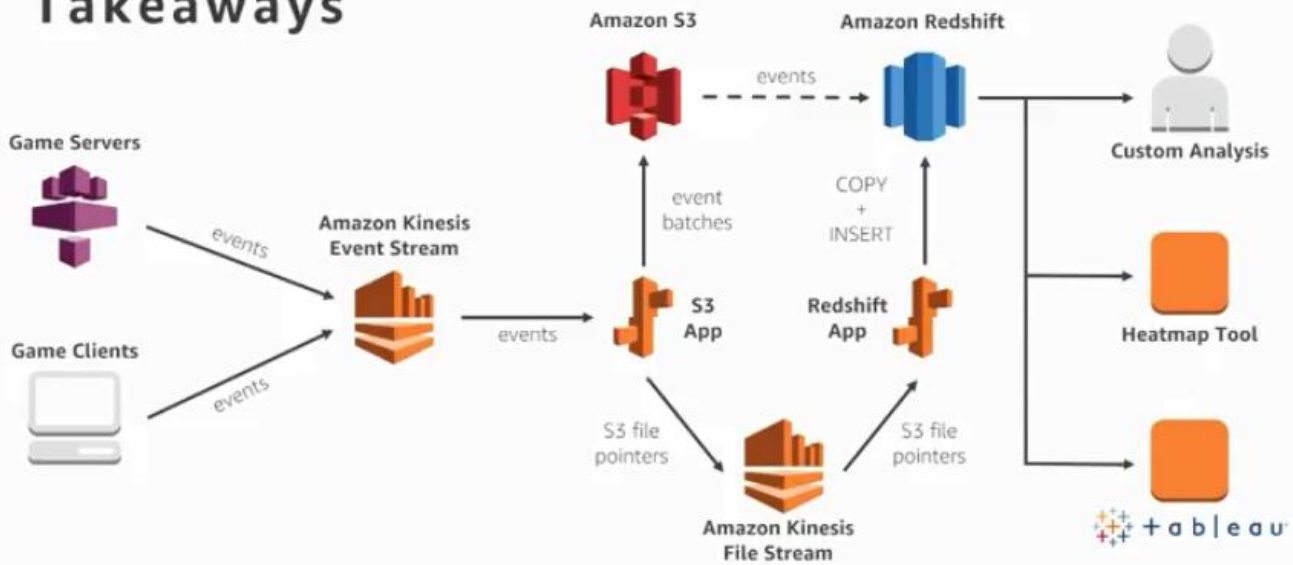 Takeaways
Amazon S3
Amazon Redshift
events
Custom Analysis
Game Servers
events
Amazon Kinesis
Event Stream
event
batches
COPY
+
INSERT
events
S3
App
Redshift
App
Heatmap Tool
Game Clients
events
S3 file
pointers
S3 file
pointers
Amazon Kinesis
File Stream
+ableau